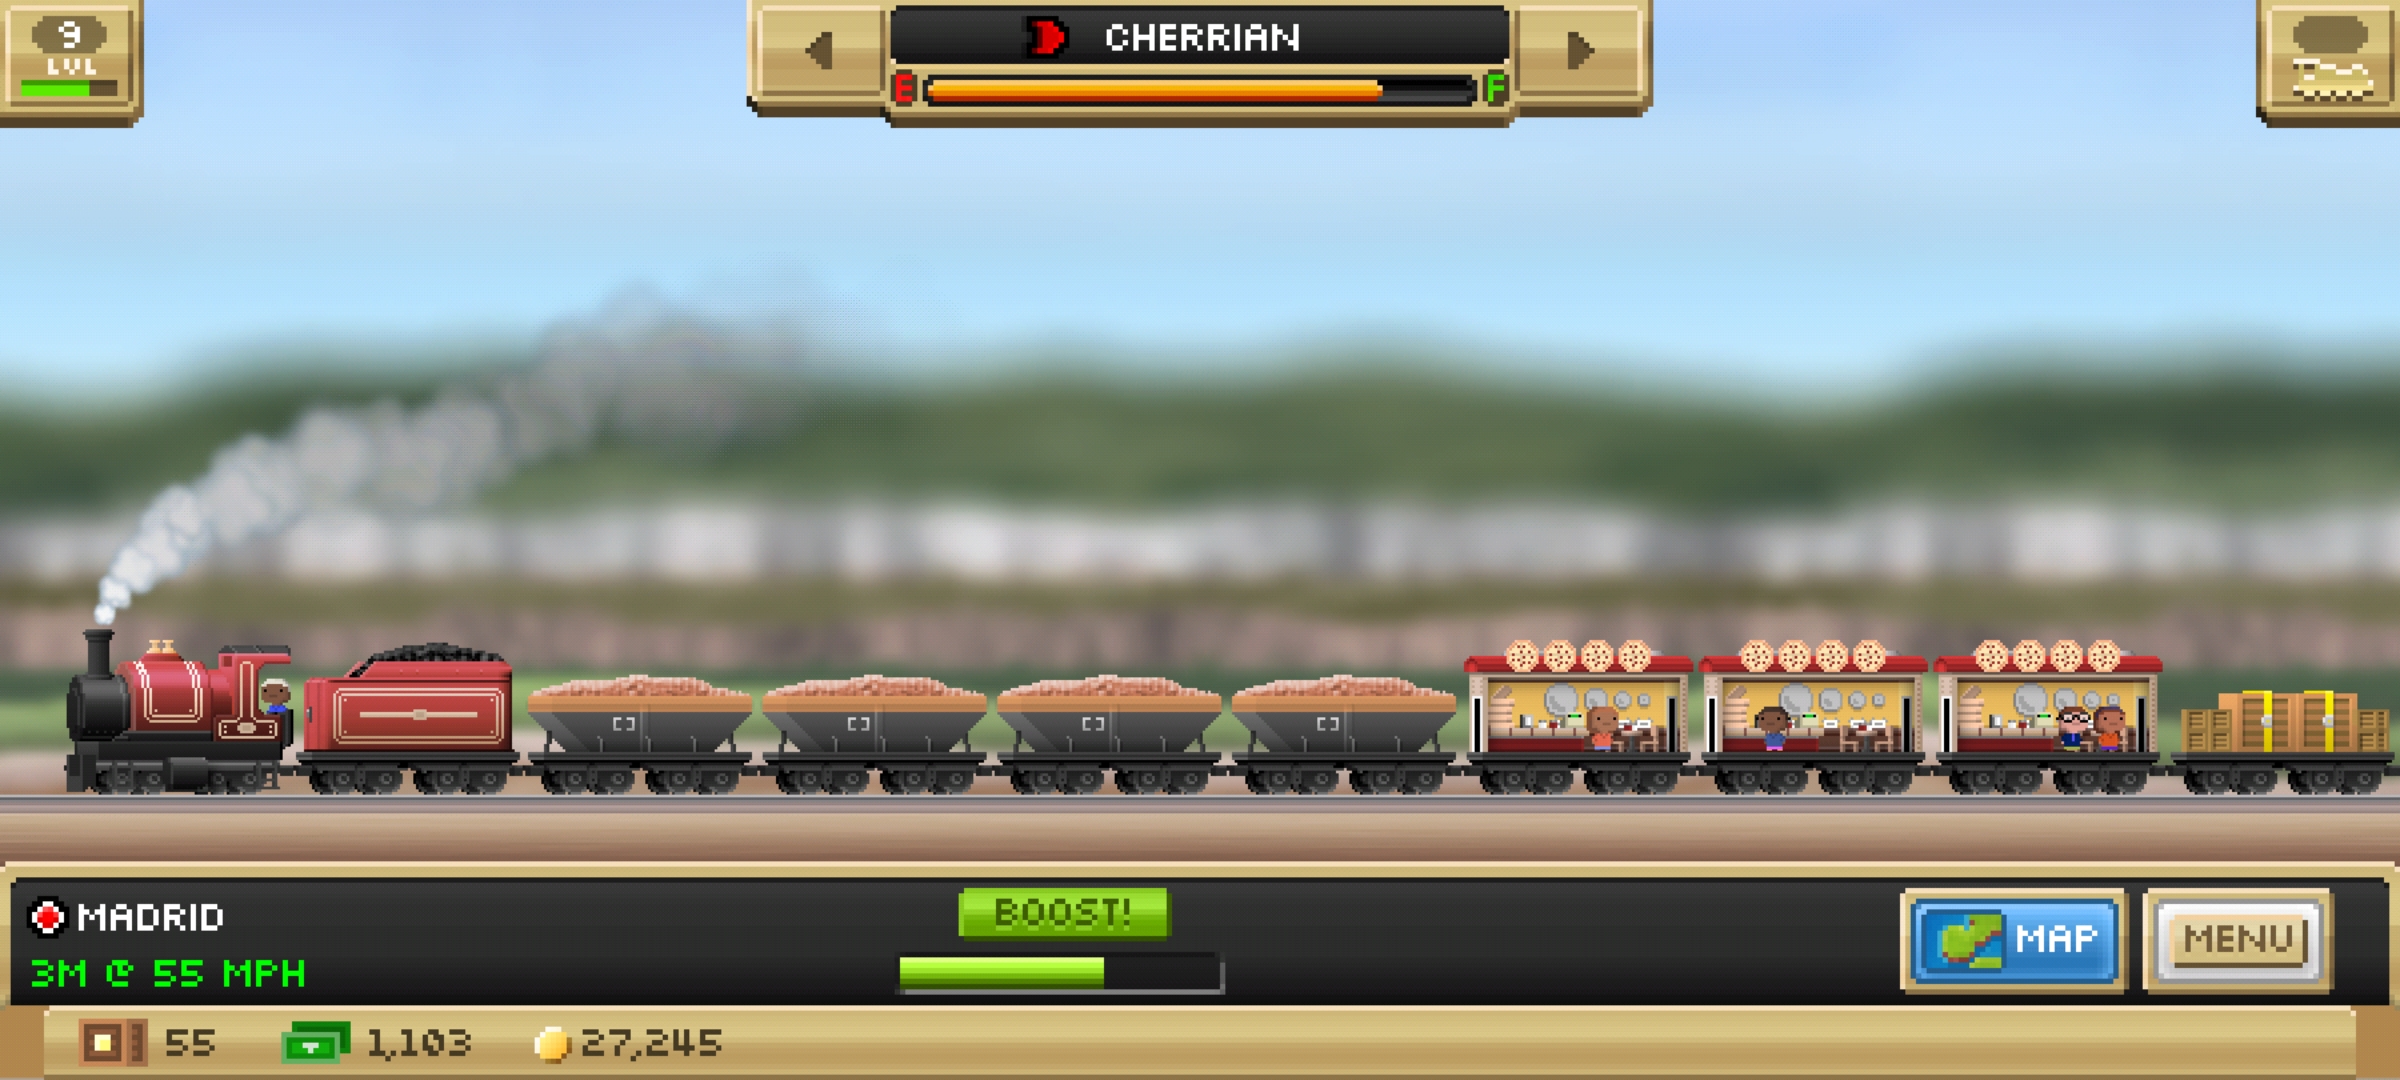 9
LVL
CHERRIAN
E F
MADRID
3M @ 55 MPH
BOOST!
MAP
MENU
55
1,103
27,245